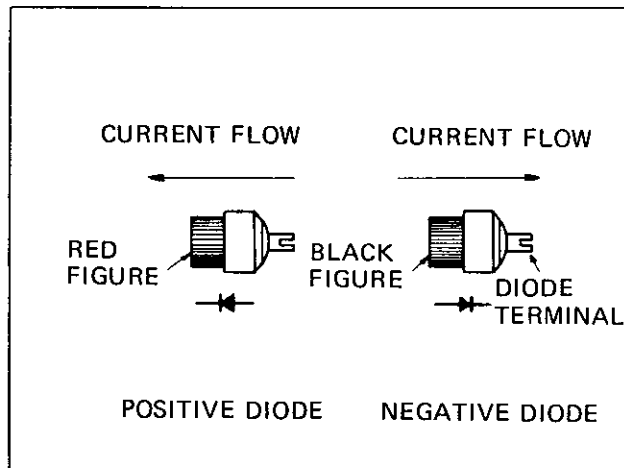 CURRENT FLOW
CURRENT FLOW
RED
FIGURE
BLACK
FIGURE
DIODE
TERMINAL
POSITIVE DIODE
NEGATIVE DIODE